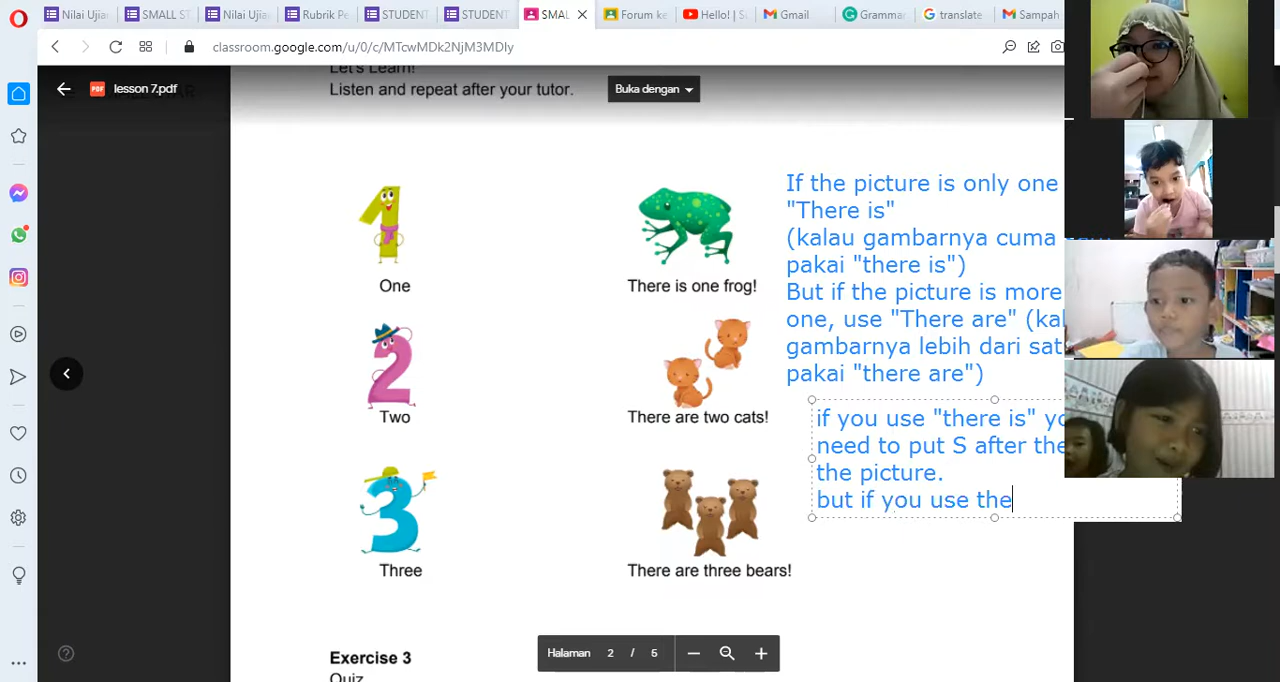 Nilai Ujia
SMALL ST
Nilai Ujia
Rubrik Pe
STUDENT
STUDENT
SMAL
Forum ke
Hello! | S
Gmail
Grammar
translate
Sampah
classroom.google.com/u/0/c/MTcwMDk2NjM3MDIy
Let's Learn!
lesson 7.pdf
Listen and repeat after your tutor.
Buka dengan
If the picture is only one
"There is"
(kalau gambarnya cuma
pakai "there is")
But if the picture is more
one, use "There are" (kal
gambarnya lebih dari sat
pakai "there are")
One
There is one frog!
Two
There are two cats!
if you use "there is" yo
need to put S after the
the picture.
but if you use the
Three
There are three bears!
Exercise 3
Quiz
Halaman 2 / 5